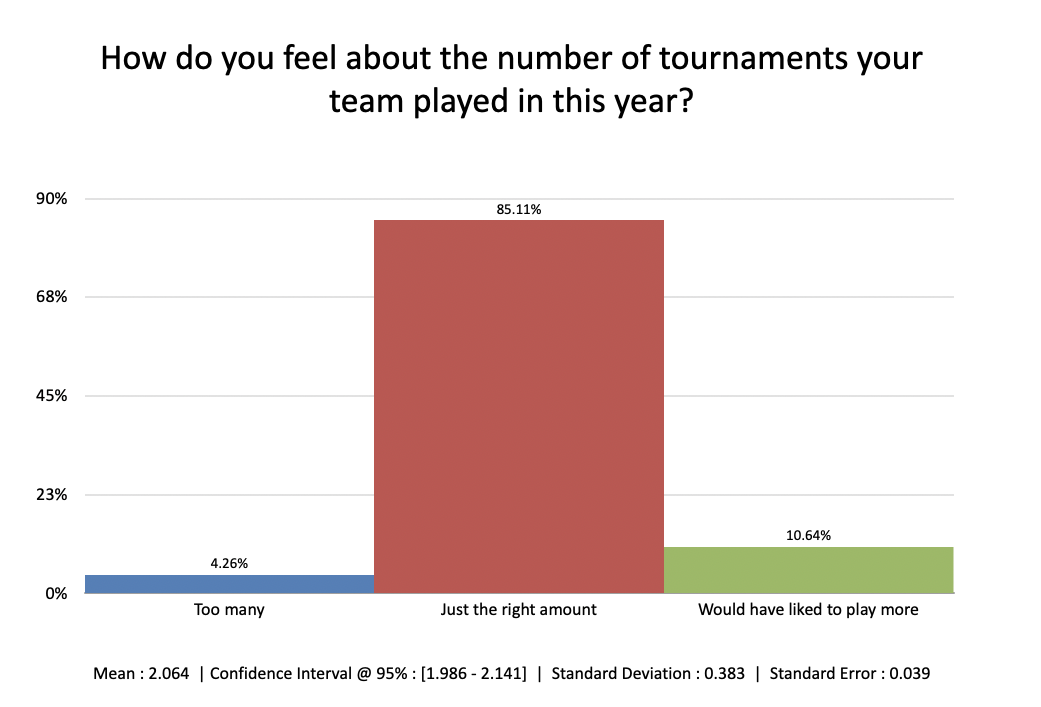 How do you feel about the number of tournaments your
team played in this year?
90%
85.11%
68%
45%
23%
10.64%
4.26%
0%
Too many
Just the right amount
Would have liked to play more
Mean : 2.064 | Confidence Interval @ 95% : [1.986 - 2.141] | Standard Deviation : 0.383 | Standard Error : 0.039